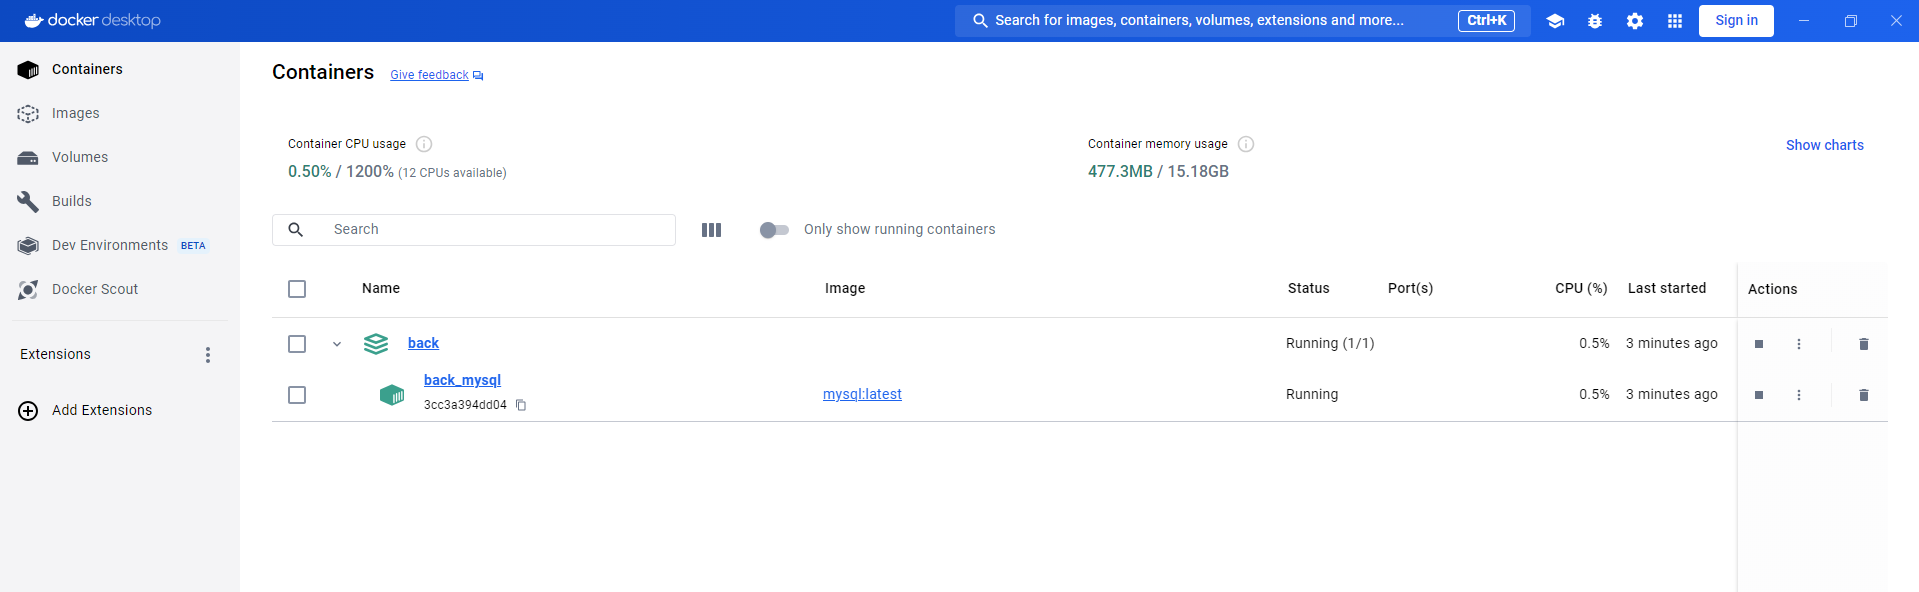 docker desktop
Search for images, containers, volumes, extensions and more...
Ctrl+K
Sign in
Containers
Images
Volumes
Builds
Dev Environments BETA
Docker Scout
Extensions
Add Extensions
Containers Give feedback
Container CPU usage
0.50% / 1200% (12 CPUs available)
Container memory usage
477.3MB / 15.18GB
Show charts
Search
Only show running containers
Name Image Status Port(s) CPU (%) Last started Actions
back Running (1/1) 0.5% 3 minutes ago
back_mysql mysql:latest Running 0.5% 3 minutes ago
3cc3a394dd04